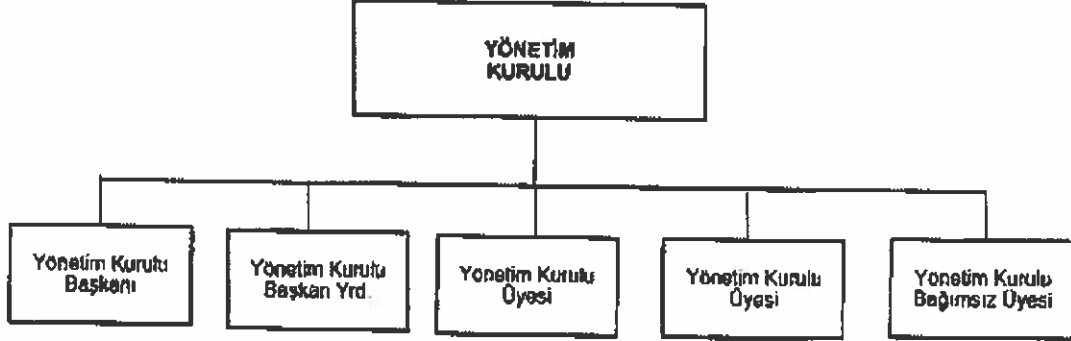 YÖNETİM
KURULU
Yönetim Kurulu
Başkanı
Yönetim Kurulu
Başkan Yrd.
Yönetim Kurulu
Üyesi
Yönetim Kurulu
Üyesi
Yönetim Kurulu
Bağımsız Üyesi